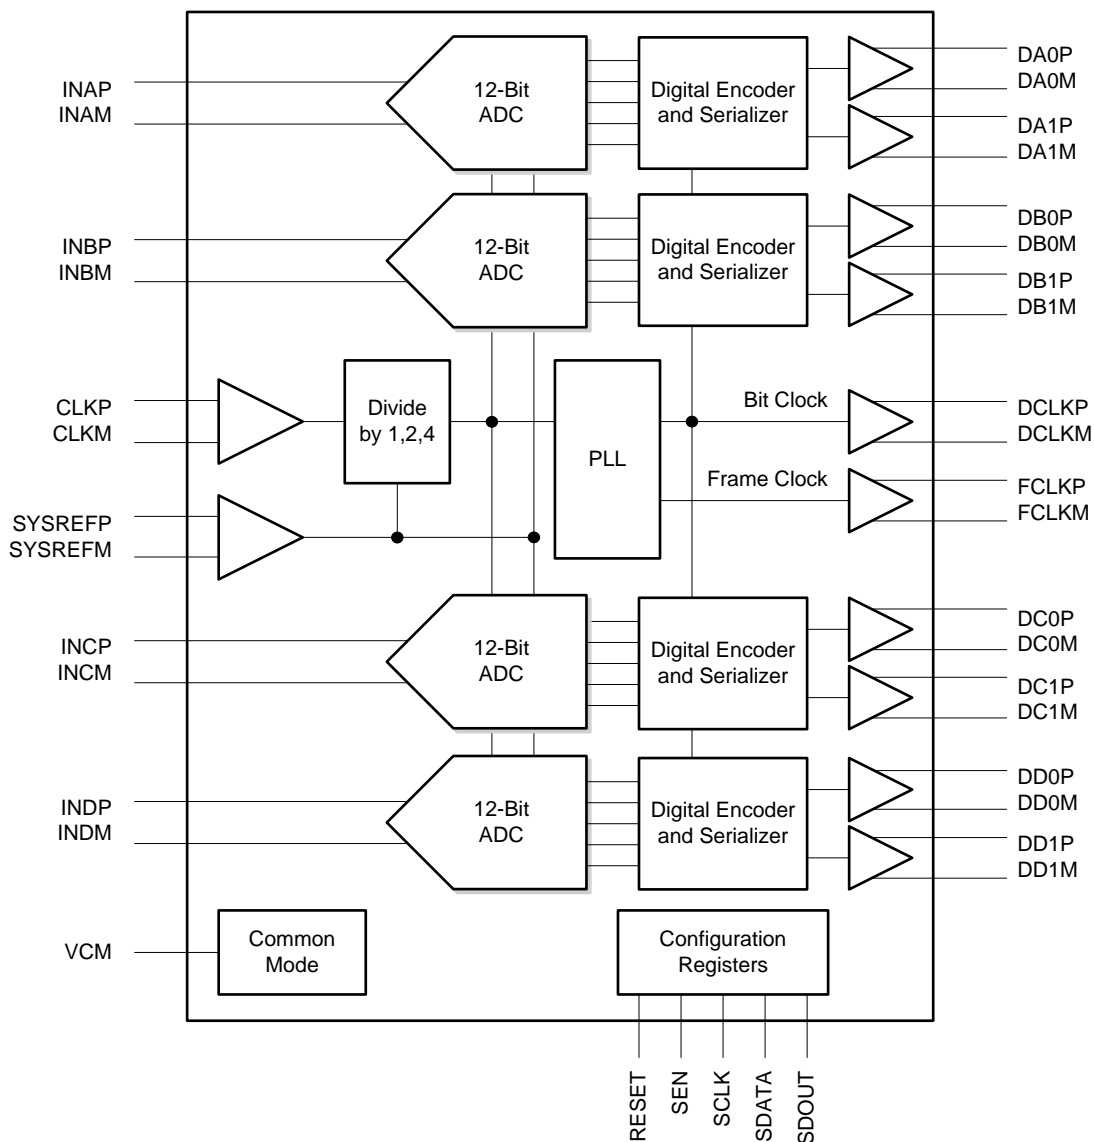 INAP
INAM
12-Bit
ADC
Digital Encoder
and Serializer
DA0P
DA0M
DA1P
DA1M
INBP
INBM
12-Bit
ADC
Digital Encoder
and Serializer
DB0P
DB0M
DB1P
DB1M
CLKP
CLKM
Divide
by 1,2,4
PLL
Bit Clock
DCLKP
DCLKM
Frame Clock
FCLKP
FCLKM
SYSREFP
SYSREFM
INCP
INCM
12-Bit
ADC
Digital Encoder
and Serializer
DC0P
DC0M
DC1P
DC1M
INDP
INDM
12-Bit
ADC
Digital Encoder
and Serializer
DD0P
DD0M
DD1P
DD1M
VCM
Common
Mode
Configuration
Registers
RESET
SEN
SCLK
SDATA
SDOUT